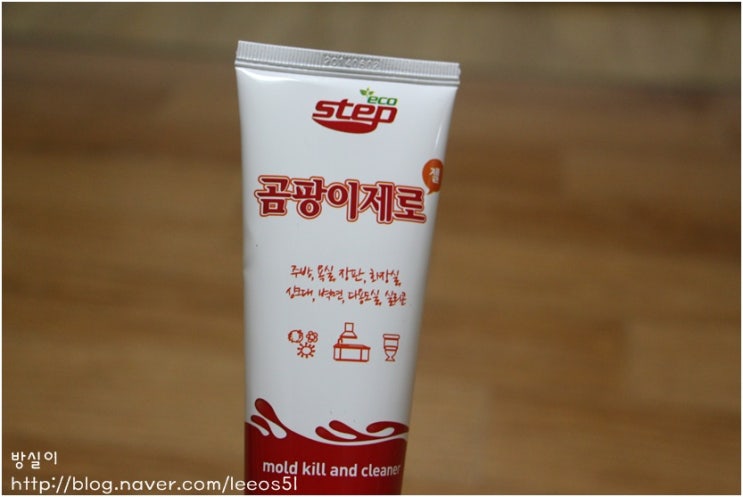 eco
step
젤
곰팡이제로
주방, 욕실, 장판, 화장실,
싱크대, 벽면, 다용도실, 실리콘
mold kill and cleaner
방실이
http://blog.naver.com/leeos51